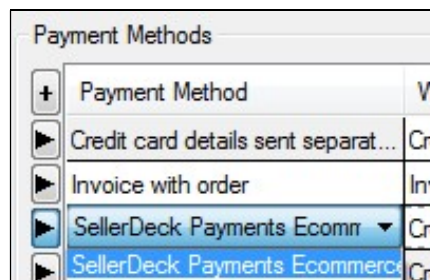 Payment Methods
+ Payment Method
Credit card details sent separat... Cr
Invoice with order
SellerDeck Payments Ecomm Cr
SellerDeck Payments Ecommerce